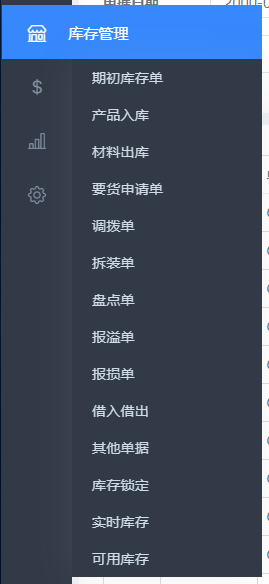 库存管理
期初库存单
产品入库
材料出库
要货申请单
调拨单
拆装单
盘点单
报溢单
报损单
借入借出
其他单据
库存锁定
实时库存
可用库存